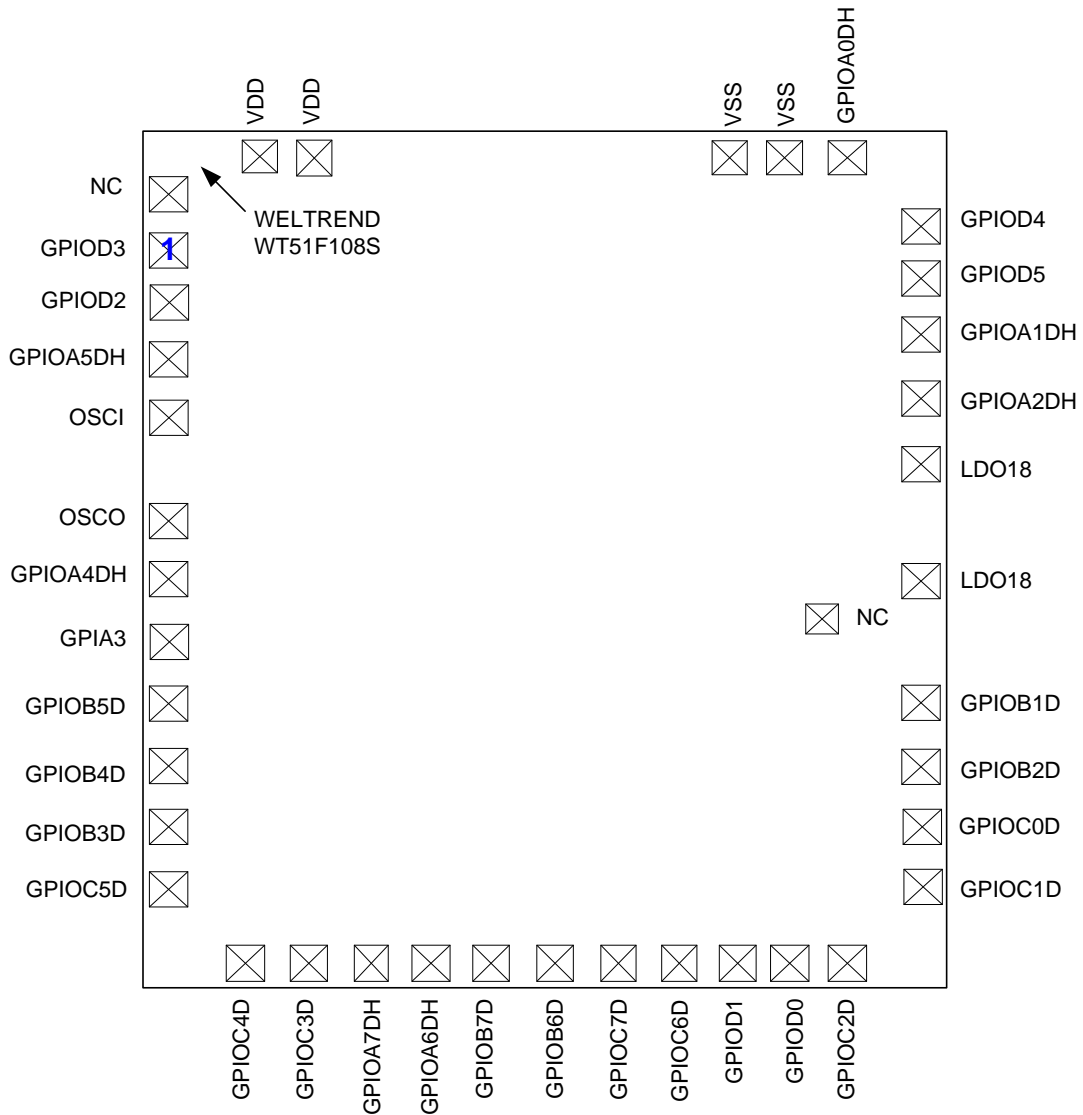 GPIOA0DH
VDD
VDD
VSS
VSS
NC
WELTREND
WT51F108S
GPIOD3
1
GPIOD2
GPIOA5DH
OSCI
OSCO
GPIOA4DH
GPIA3
GPIOB5D
GPIOB4D
GPIOB3D
GPIOC5D
GPIOD4
GPIOD5
GPIOA1DH
GPIOA2DH
LDO18
LDO18
NC
GPIOB1D
GPIOB2D
GPIOC0D
GPIOC1D
GPIOC4D
GPIOC3D
GPIOA7DH
GPIOA6DH
GPIOB7D
GPIOB6D
GPIOC7D
GPIOC6D
GPIOD1
GPIOD0
GPIOC2D